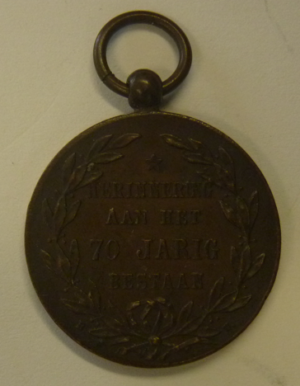 HERINNERING
AAN HET
70 JARIG
BESTAAN